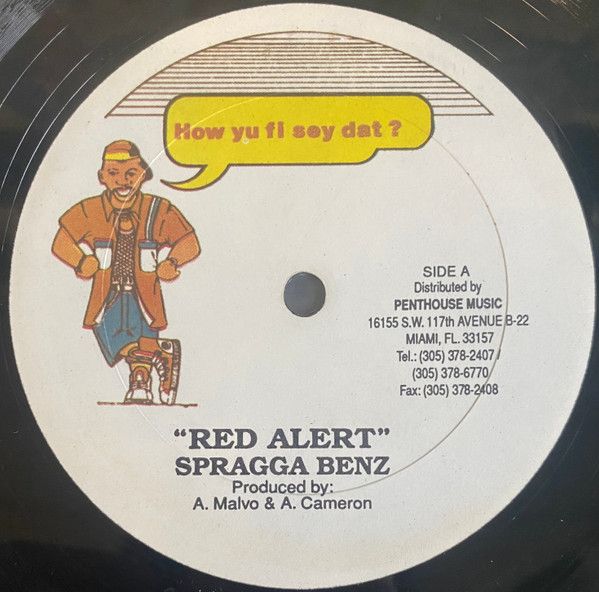 How yu fi sey dat ?
SIDE A
Distributed by
PENTHOUSE MUSIC
16155 S.W. 117th AVENUE B-22
MIAMI, FL. 33157
Tel.: (305) 378-2407 /
(305) 378-6770
Fax: (305) 378-2408
"RED ALERT"
SPRAGGA BENZ
Produced by:
A. Malvo & A. Cameron